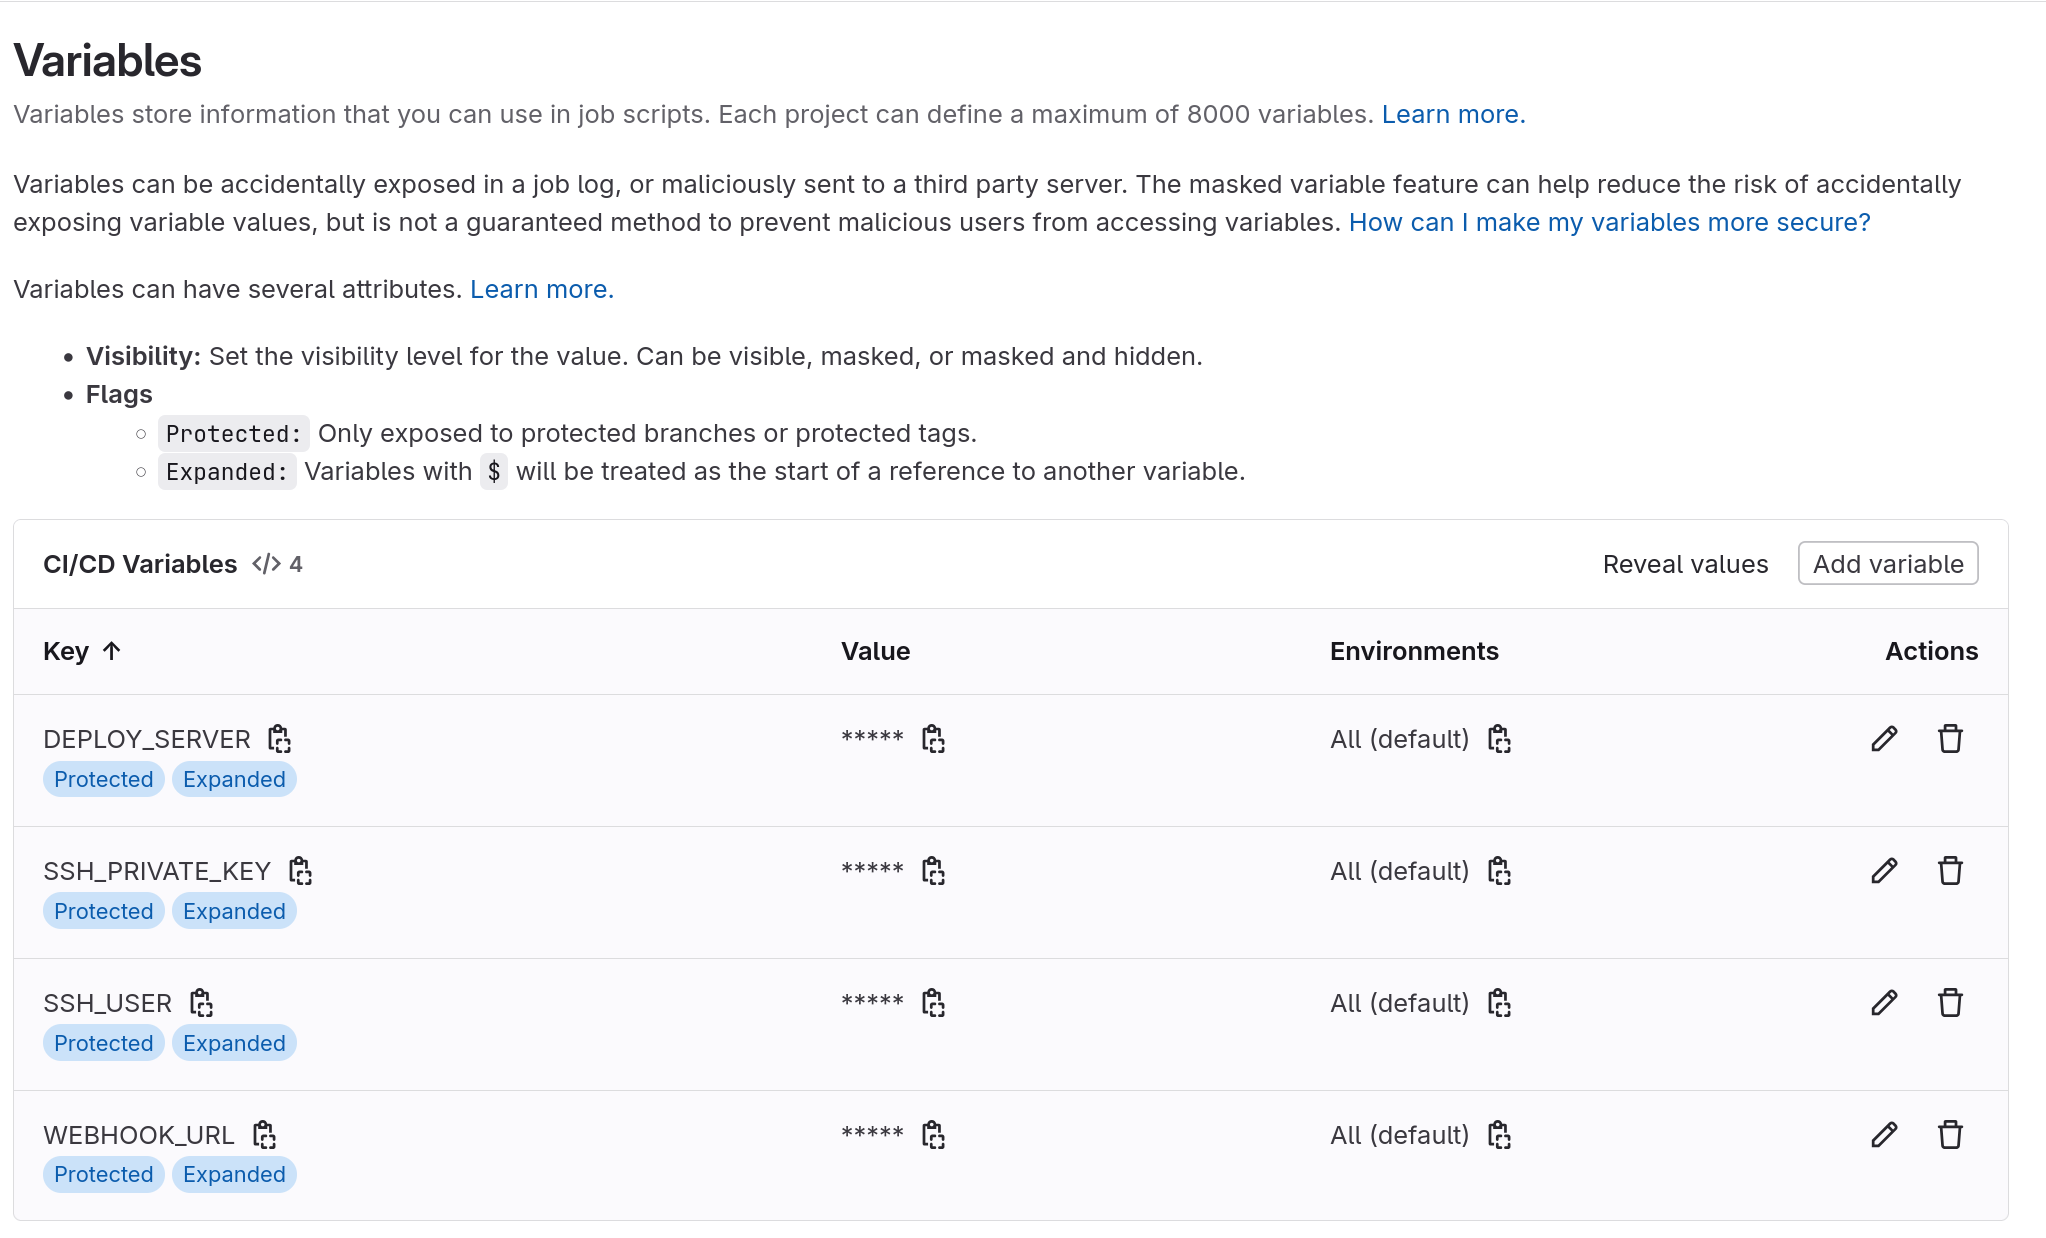 Variables
Variables store information that you can use in job scripts. Each project can define a maximum of 8000 variables. Learn more.
Variables can be accidentally exposed in a job log, or maliciously sent to a third party server. The masked variable feature can help reduce the risk of accidentally
exposing variable values, but is not a guaranteed method to prevent malicious users from accessing variables. How can I make my variables more secure?
Variables can have several attributes. Learn more.
Visibility: Set the visibility level for the value. Can be visible, masked, or masked and hidden.
Flags
Protected: Only exposed to protected branches or protected tags.
Expanded: Variables with $ will be treated as the start of a reference to another variable.
CI/CD Variables </> 4 Reveal values Add variable
Key ↑ Value Environments Actions
DEPLOY_SERVER ***** All (default)
Protected Expanded
SSH_PRIVATE_KEY ***** All (default)
Protected Expanded
SSH_USER ***** All (default)
Protected Expanded
WEBHOOK_URL ***** All (default)
Protected Expanded